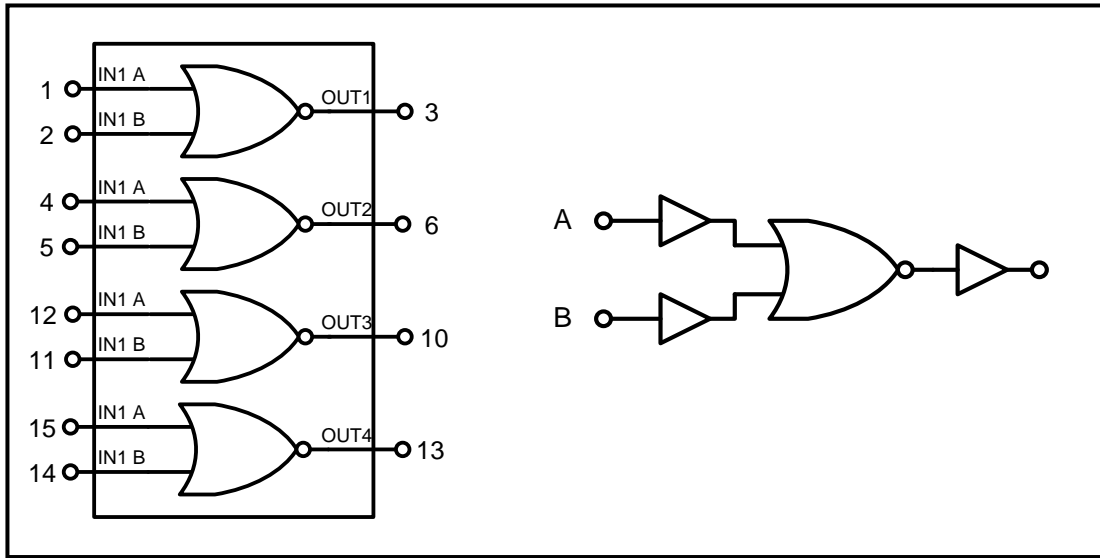 1 IN1 A OUT1 3
2 IN1 B
4 IN1 A OUT2 6
5 IN1 B
12 IN1 A OUT3 10
11 IN1 B
15 IN1 A OUT4 13
14 IN1 B
A
B